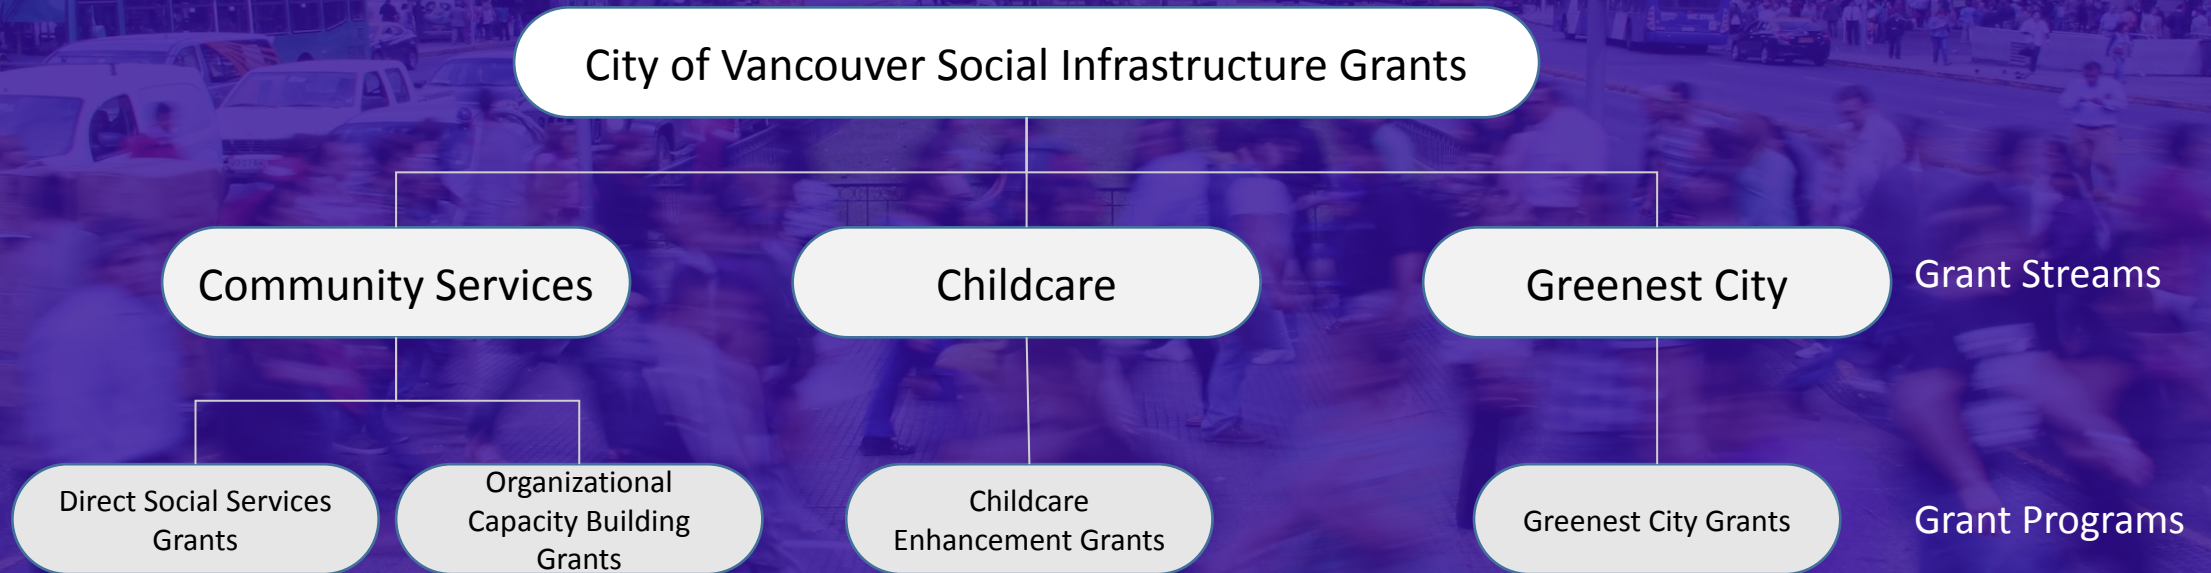 City of Vancouver Social Infrastructure Grants
Community Services
Childcare
Greenest City
Grant Streams
Direct Social Services
Grants
Organizational
Capacity Building
Grants
Childcare
Enhancement Grants
Greenest City Grants
Grant Programs